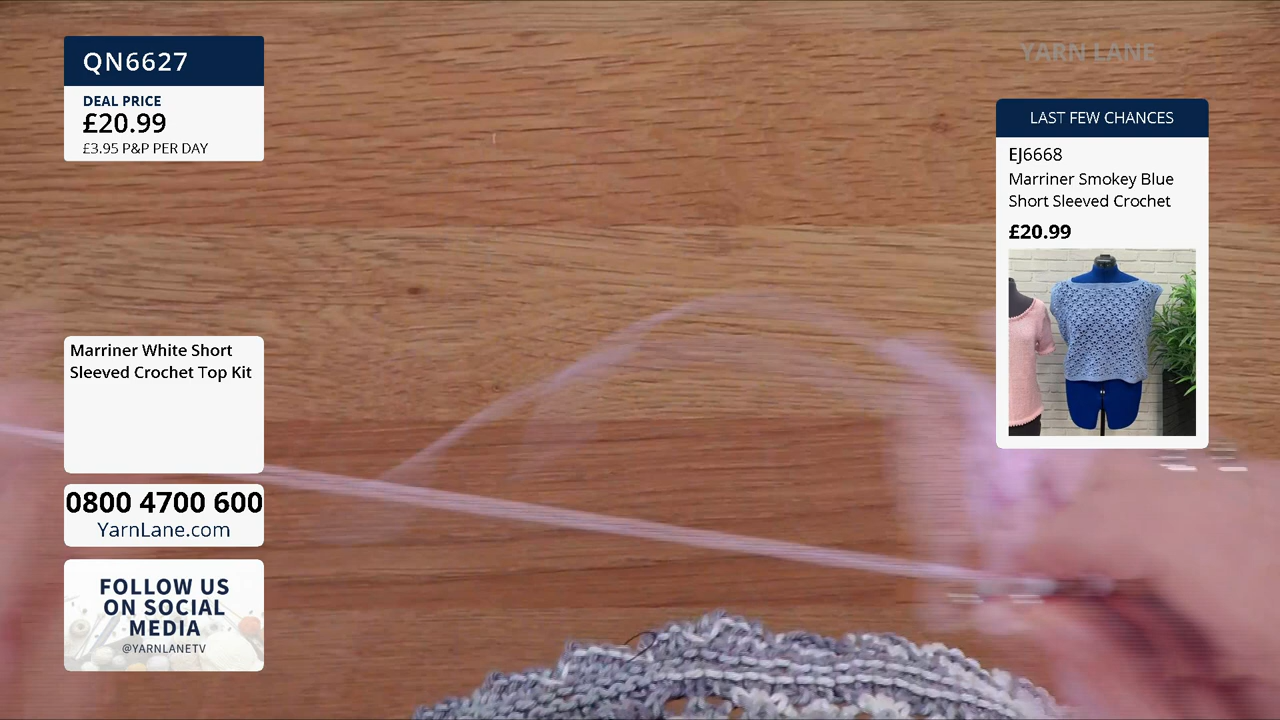 QN6627
DEAL PRICE
£20.99
£3.95 P&P PER DAY
Marriner White Short
Sleeved Crochet Top Kit
0800 4700 600
YarnLane.com
FOLLOW US
ON SOCIAL
MEDIA
@YARNLANETV
YARN LANE
LAST FEW CHANCES
EJ6668
Marriner Smokey Blue
Short Sleeved Crochet
£20.99